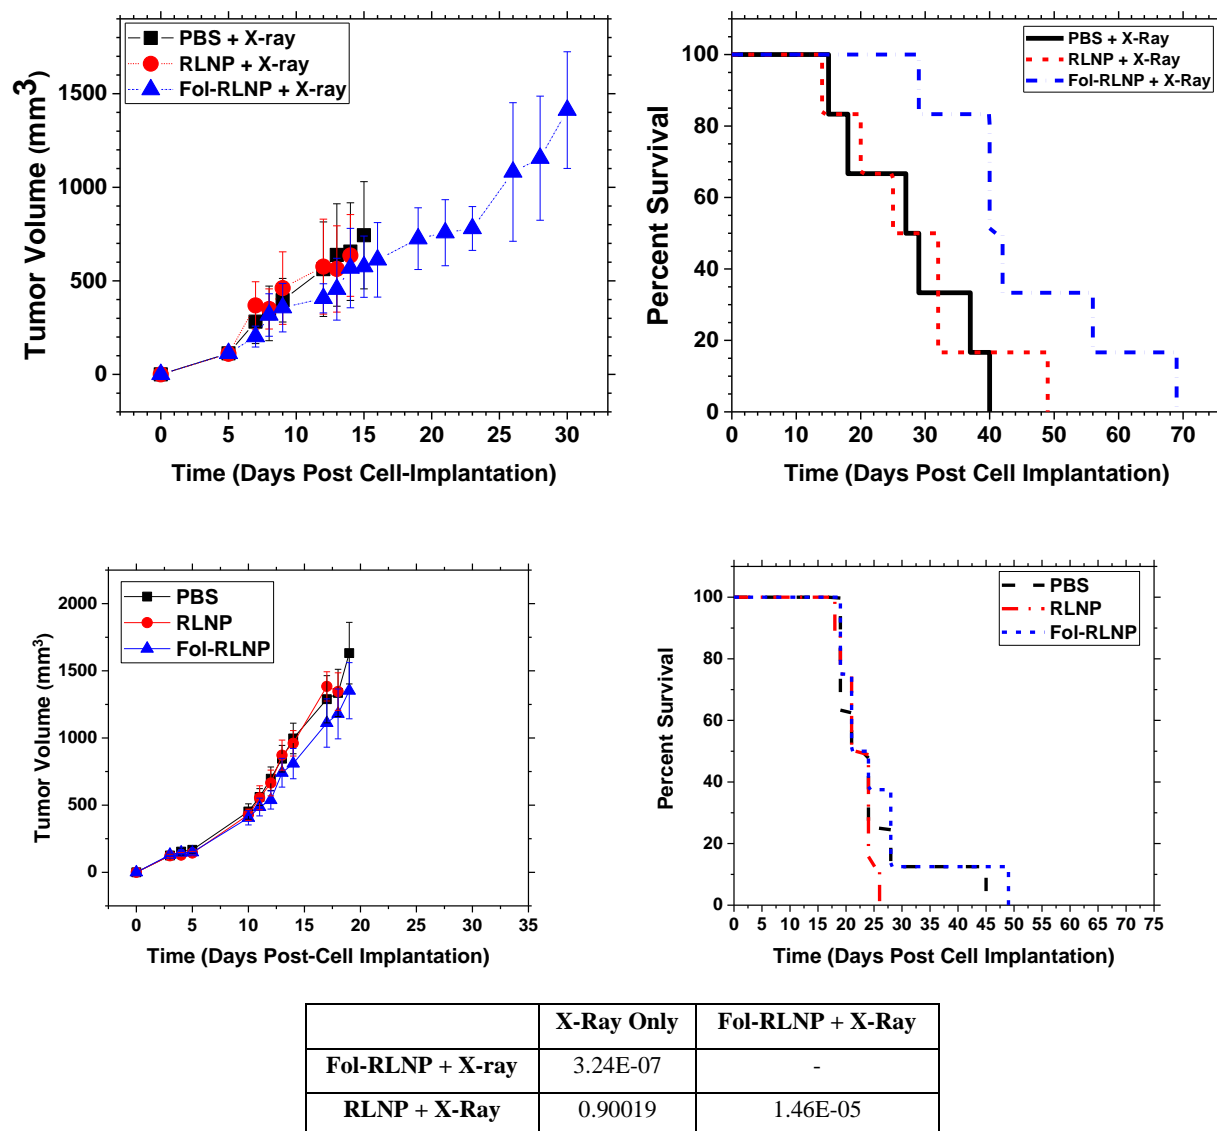 PBS + X-ray
RLNP + X-ray
Fol-RLNP + X-ray
Tumor Volume (mm3)
1500
1000
500
0
0 5 10 15 20 25 30
Time (Days Post Cell-Implantation)
PBS + X-Ray
RLNP + X-Ray
Fol-RLNP + X-Ray
Percent Survival
100
80
60
40
20
0
0 10 20 30 40 50 60 70
Time (Days Post Cell Implantation)
PBS
RLNP
Fol-RLNP
Tumor Volume (mm3)
2000
1500
1000
500
0
0 5 10 15 20 25 30 35
Time (Days Post-Cell Implantation)
PBS
RLNP
Fol-RLNP
Percent Survival
100
80
60
40
20
0
0 5 10 15 20 25 30 35 40 45 50 55 60 65 70 75
Time (Days Post Cell Implantation)
X-Ray Only Fol-RLNP + X-Ray
Fol-RLNP + X-ray 3.24E-07 -
RLNP + X-Ray 0.90019 1.46E-05